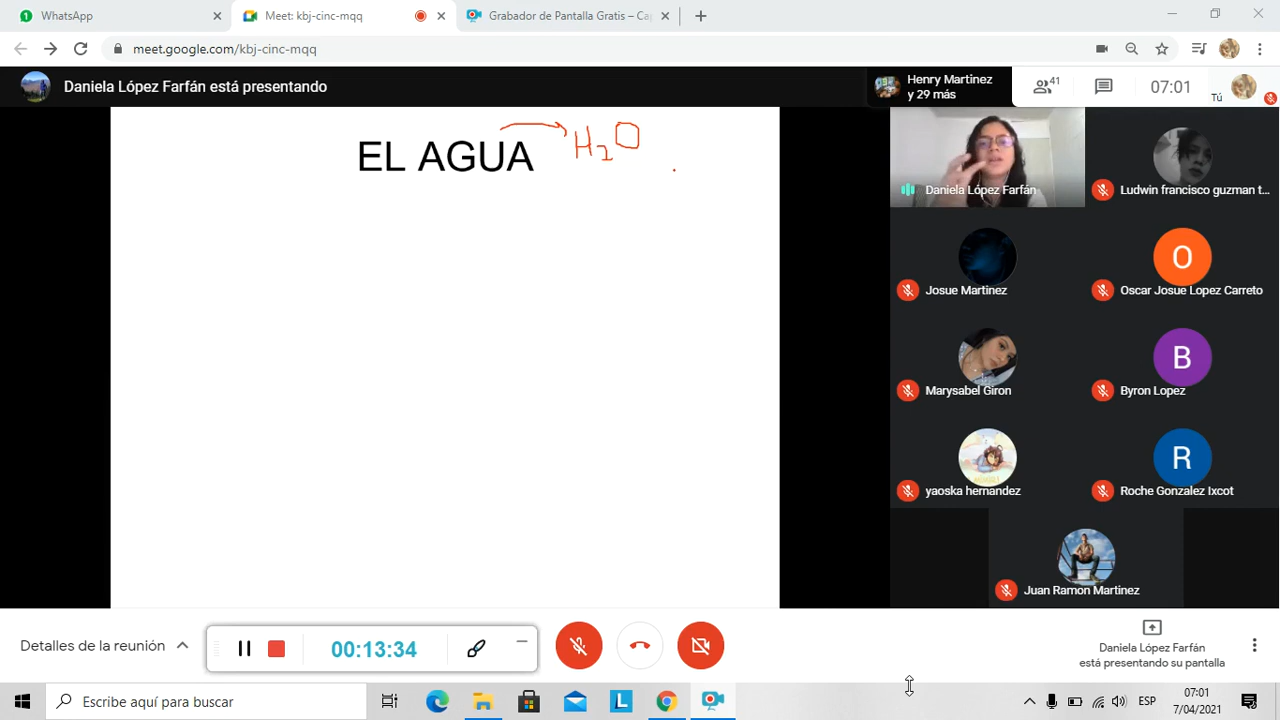 WhatsApp
Meet: kbj-cinc-mqq
Grabador de Pantalla Gratis – Ca
meet.google.com/kbj-cinc-mqq
Daniela López Farfán está presentando
Henry Martinez
y 29 más
41
07:01
Tú
EL AGUA
H2O
Daniela López Farfán
Ludwin francisco guzman t...
Josue Martinez
O
Oscar Josue Lopez Carreto
Marysabel Giron
B
Byron Lopez
yaoska hernandez
R
Roche Gonzalez Ixcot
Juan Ramon Martinez
Detalles de la reunión
00:13:34
Daniela López Farfán
está presentando su pantalla
Escribe aquí para buscar
L
ESP
07:01
7/04/2021